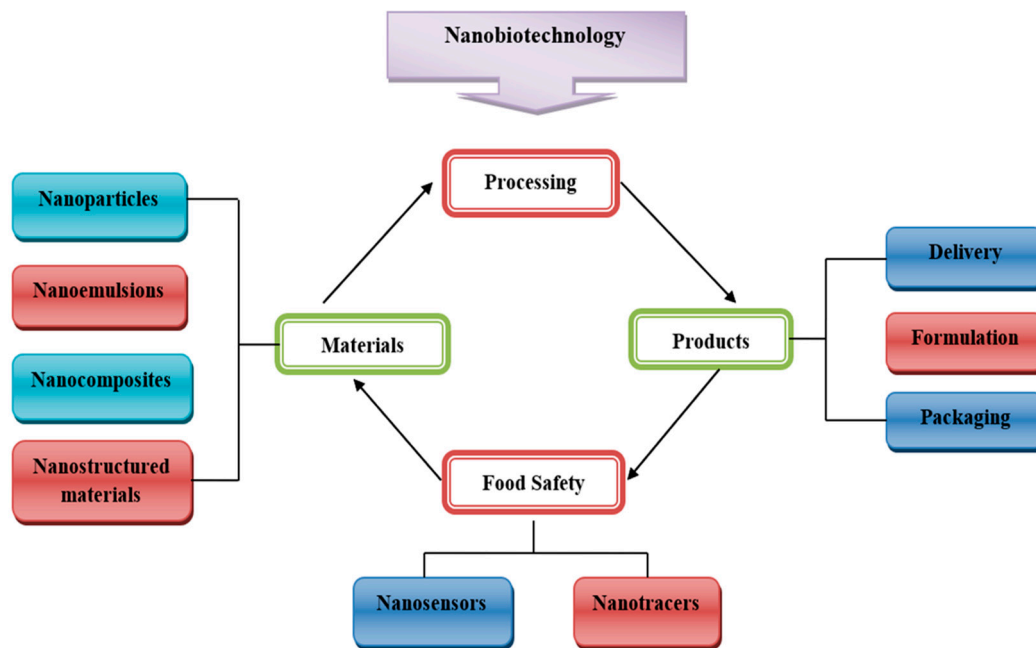 Nanobiotechnology
Processing
Nanoparticles
Nanoemulsions
Nanocomposites
Nanostructured
materials
Materials
Products
Delivery
Formulation
Packaging
Food Safety
Nanosensors
Nanotracers